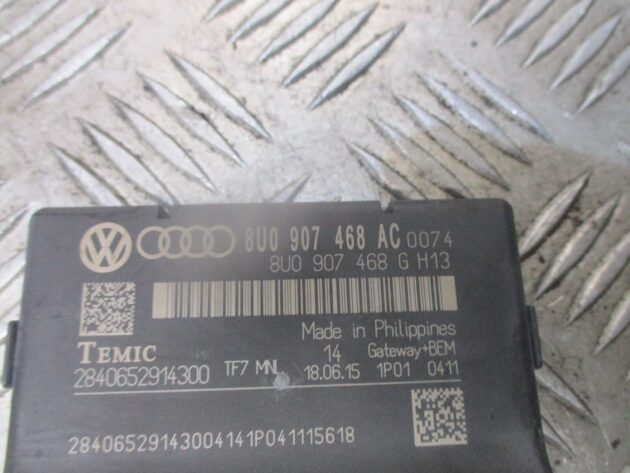 8U0 907 468 AC 0074
8U0 907 468 G H13
Made in Philippines
TEMIC 14 Gateway+BEM
2840652914300 TF7 MNL 18.06.15 1P01 0411
28406529143004141P041115618